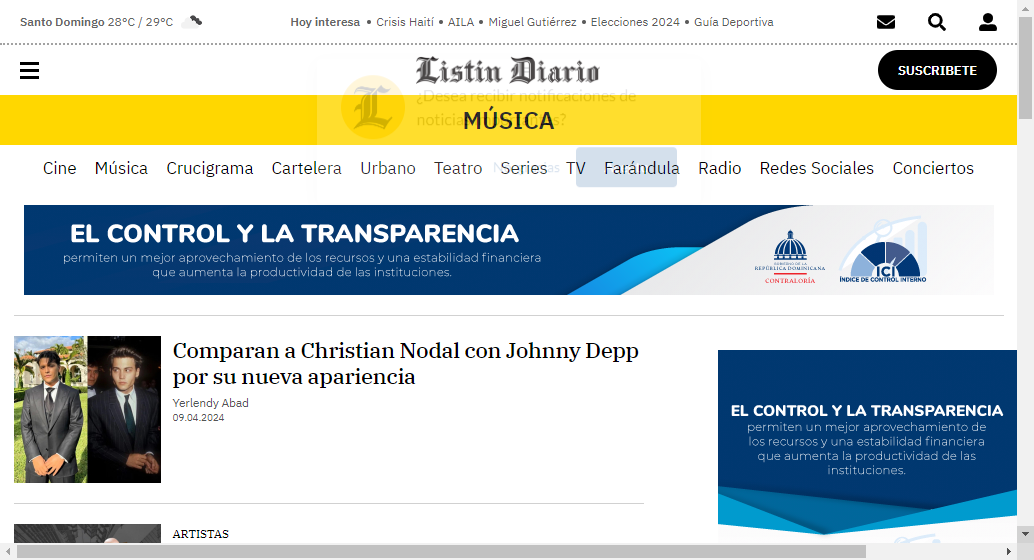 Santo Domingo 28°C / 29°C
Hoy interesa • Crisis Haití • AILA • Miguel Gutiérrez • Elecciones 2024 • Guía Deportiva
Listin Diario
SUSCRIBETE
¿Desea recibir notificaciones de
MÚSICA
Cine Música Crucigrama Cartelera Urbano Teatro Series TV Farándula Radio Redes Sociales Conciertos
EL CONTROL Y LA TRANSPARENCIA
permiten un mejor aprovechamiento de los recursos y una estabilidad financiera
que aumenta la productividad de las instituciones.
GOBIERNO DE LA
REPÚBLICA DOMINICANA
CONTRALORÍA
ICI
ÍNDICE DE CONTROL INTERNO
Comparan a Christian Nodal con Johnny Depp
por su nueva apariencia
Yerlendy Abad
09.04.2024
EL CONTROL Y LA TRANSPARENCIA
permiten un mejor aprovechamiento de
los recursos y una estabilidad financiera
que aumenta la productividad de las
instituciones.
ARTISTAS